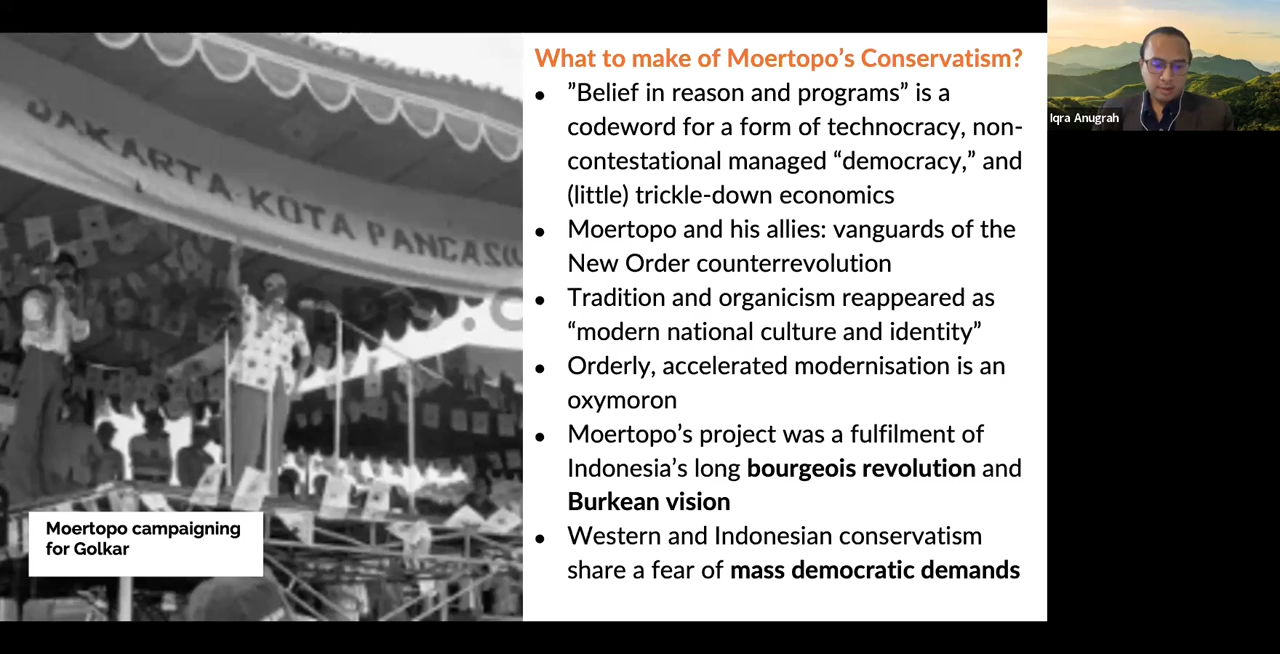 What to make of Moertopo's Conservatism?
● ”Belief in reason and programs” is a
codeword for a form of technocracy, non-
contestational managed “democracy,” and
(little) trickle-down economics
● Moertopo and his allies: vanguards of the
New Order counterrevolution
● Tradition and organicism reappeared as
“modern national culture and identity”
● Orderly, accelerated modernisation is an
oxymoron
● Moertopo’s project was a fulfilment of
Indonesia’s long bourgeois revolution and
Burkean vision
● Western and Indonesian conservatism
share a fear of mass democratic demands
JAKARTA KOTA PANCASIL
Moertopo campaigning
for Golkar
Iqra Anugrah